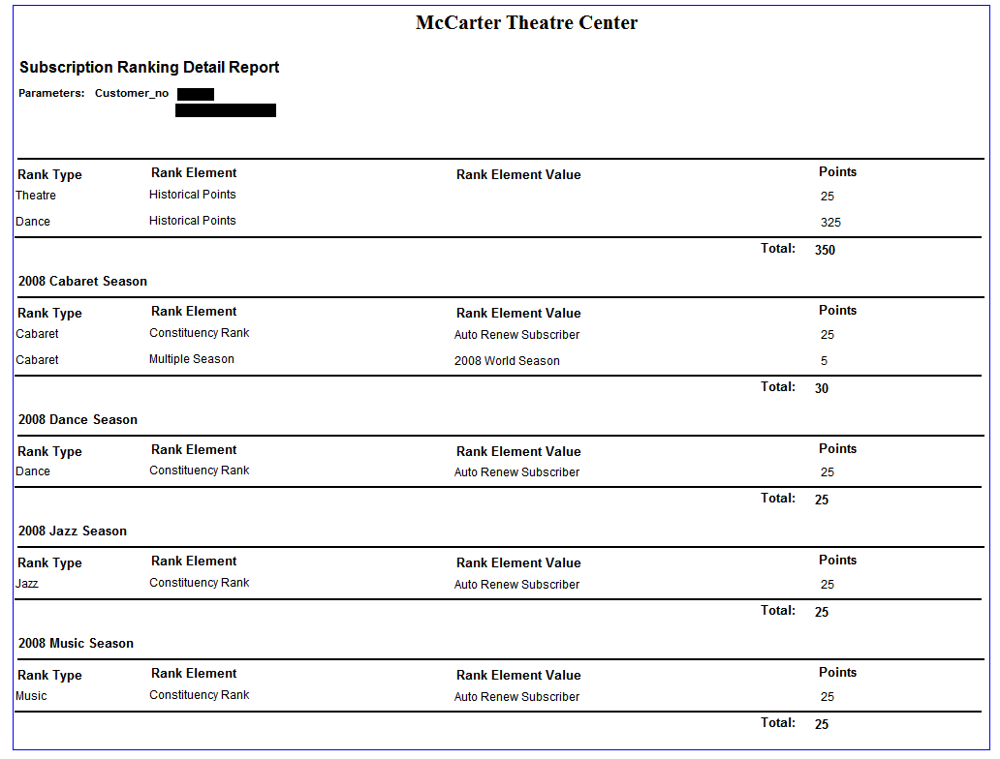 McCarter Theatre Center
Subscription Ranking Detail Report
Parameters: Customer_no
Rank Type Rank Element Rank Element Value Points
Theatre Historical Points 25
Dance Historical Points 325
Total: 350
2008 Cabaret Season
Rank Type Rank Element Rank Element Value Points
Cabaret Constituency Rank Auto Renew Subscriber 25
Cabaret Multiple Season 2008 World Season 5
Total: 30
2008 Dance Season
Rank Type Rank Element Rank Element Value Points
Dance Constituency Rank Auto Renew Subscriber 25
Total: 25
2008 Jazz Season
Rank Type Rank Element Rank Element Value Points
Jazz Constituency Rank Auto Renew Subscriber 25
Total: 25
2008 Music Season
Rank Type Rank Element Rank Element Value Points
Music Constituency Rank Auto Renew Subscriber 25
Total: 25